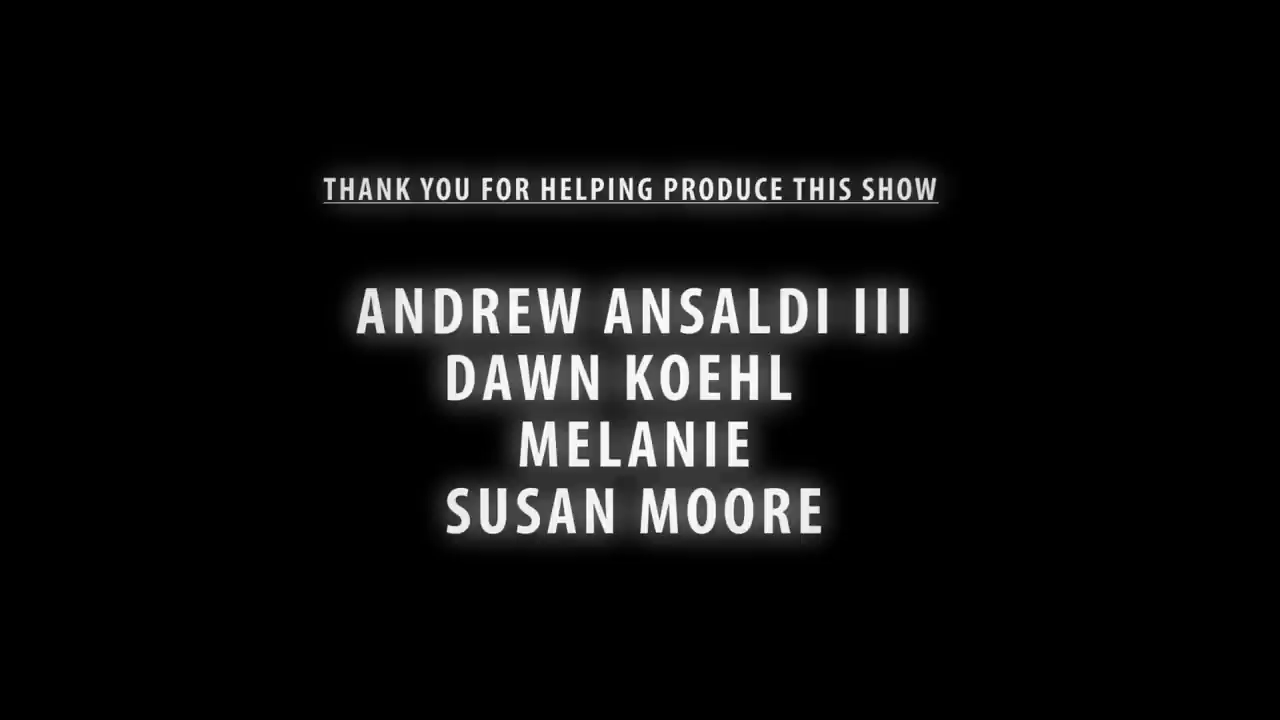 THANK YOU FOR HELPING PRODUCE THIS SHOW
ANDREW ANSALDI III
DAWN KOEHL
MELANIE
SUSAN MOORE